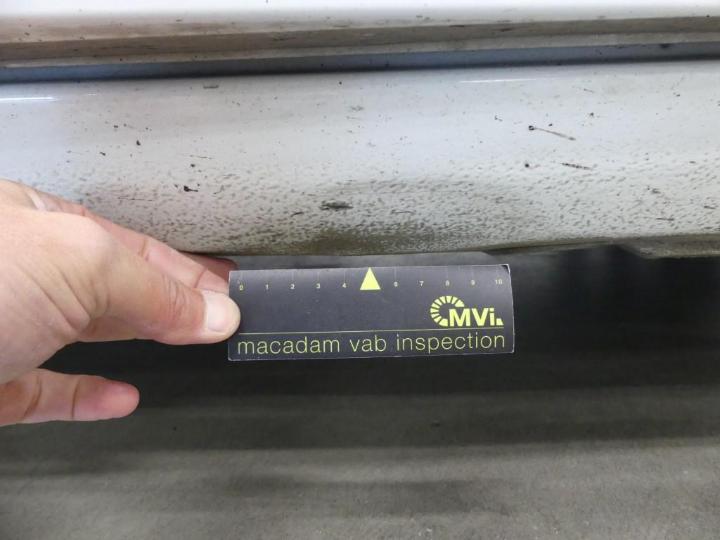 0 1 2 3 4 6 7 8 9 10
MVi.
macadam vab inspection